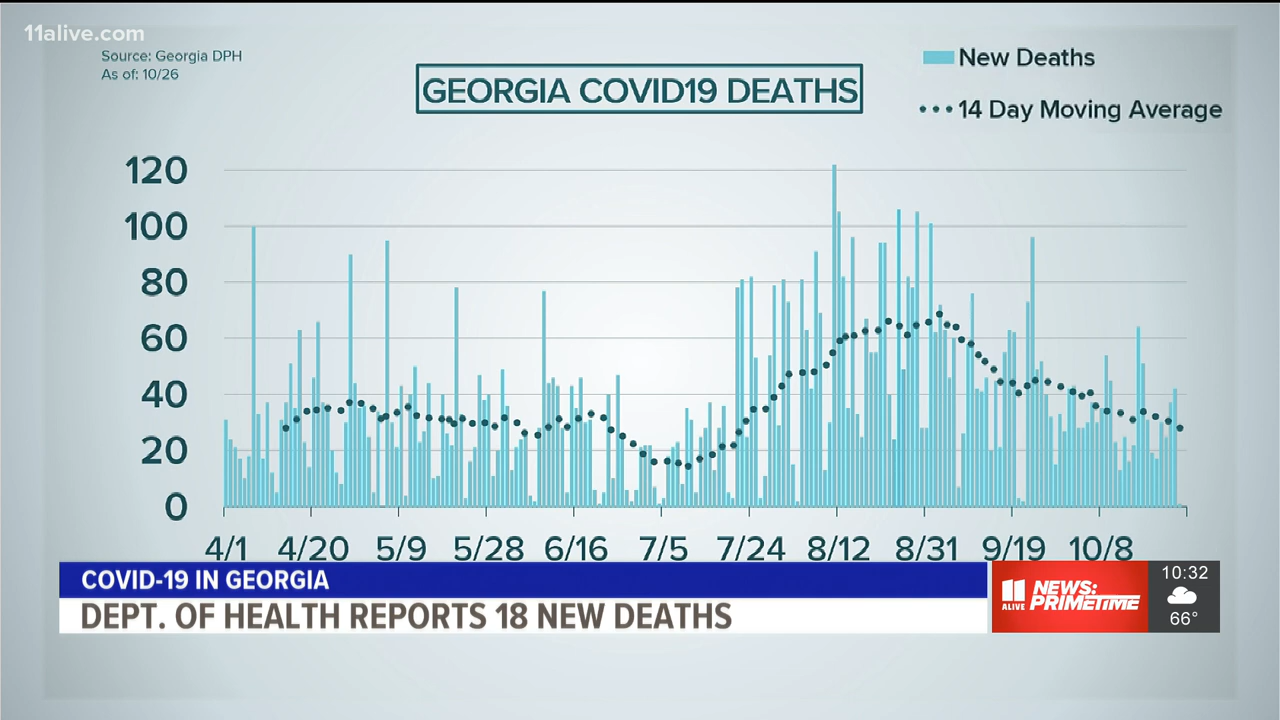 11alive.com
Source: Georgia DPH
As of: 10/26
GEORGIA COVID19 DEATHS
New Deaths
14 Day Moving Average
120
100
80
60
40
20
0
4/1 4/20 5/9 5/28 6/16 7/5 7/24 8/12 8/31 9/19 10/8
COVID-19 IN GEORGIA
DEPT. OF HEALTH REPORTS 18 NEW DEATHS
11 ALIVE
NEWS:
PRIMETIME
10:32
66°